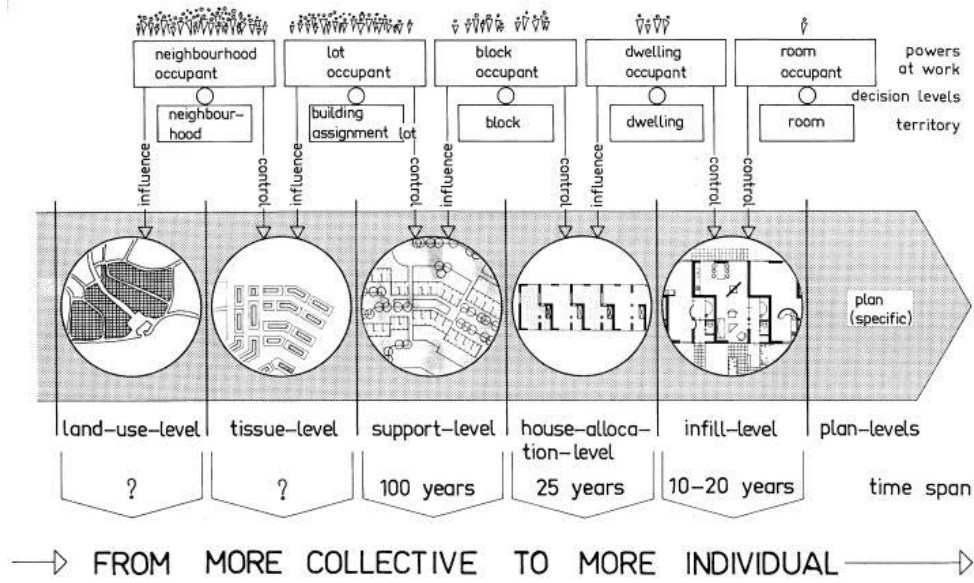 neighbourhood
occupant
lot
occupant
block
occupant
dwelling
occupant
room
occupant
powers
at work
decision levels
neighbour-
hood
building
assignment lot
block
dwelling
room
territory
influence
control
influence
control
influence
control
influence
control
control
plan
(specific)
land-use-level
tissue-level
support-level
house-alloca-
tion-level
infill-level
plan-levels
?
?
100 years
25 years
10-20 years
time span
FROM MORE COLLECTIVE TO MORE INDIVIDUAL